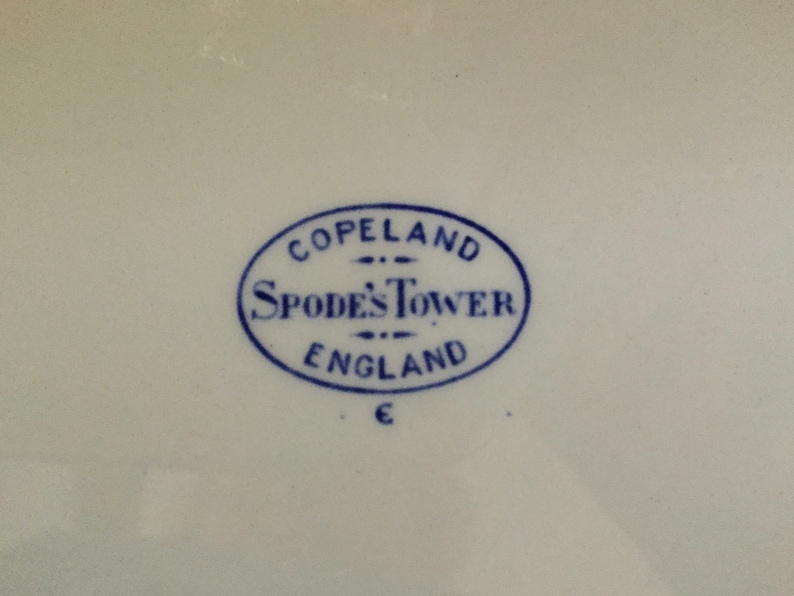 COPELAND
SPODE'S TOWER
ENGLAND
€